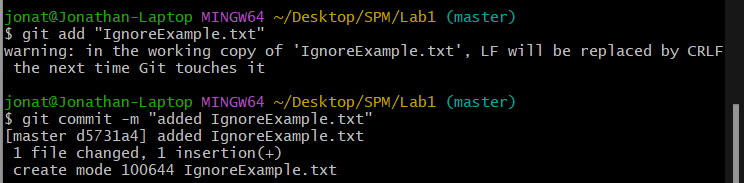 jonat@Jonathan-Laptop MINGW64 ~/Desktop/SPM/Lab1 (master)
$ git add "IgnoreExample.txt"
warning: in the working copy of 'IgnoreExample.txt', LF will be replaced by CRLF
 the next time Git touches it

jonat@Jonathan-Laptop MINGW64 ~/Desktop/SPM/Lab1 (master)
$ git commit -m "added IgnoreExample.txt"
[master d5731a4] added IgnoreExample.txt
 1 file changed, 1 insertion(+)
 create mode 100644 IgnoreExample.txt